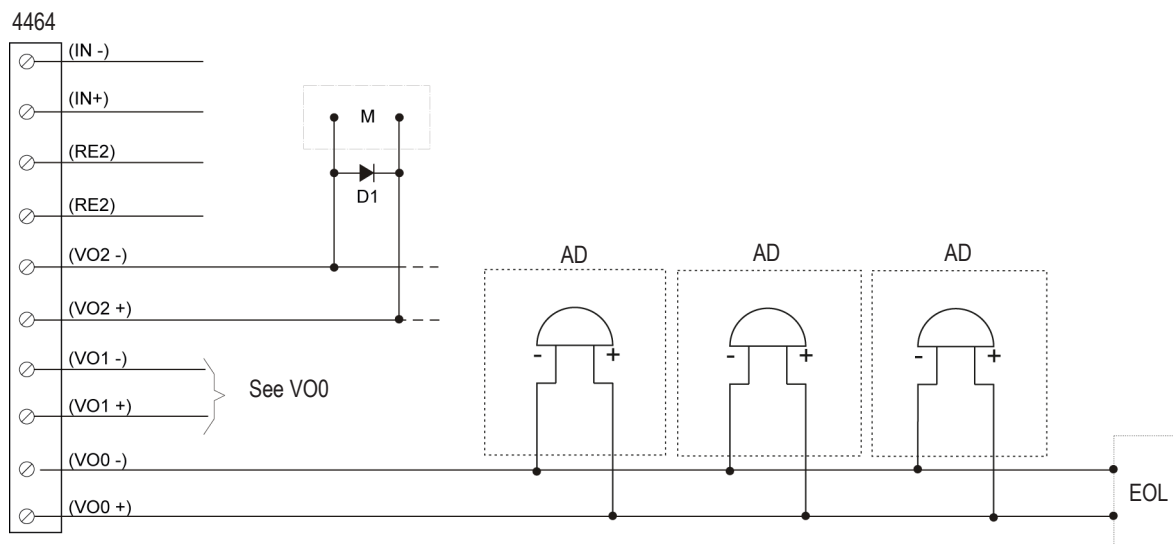 4464
(IN -)
(IN+)
M
(RE2)
D1
(RE2)
(VO2 -)
AD AD AD
(VO2 +)
- + - + - +
(VO1 -)
See VO0
(VO1 +)
(VO0 -)
EOL
(VO0 +)